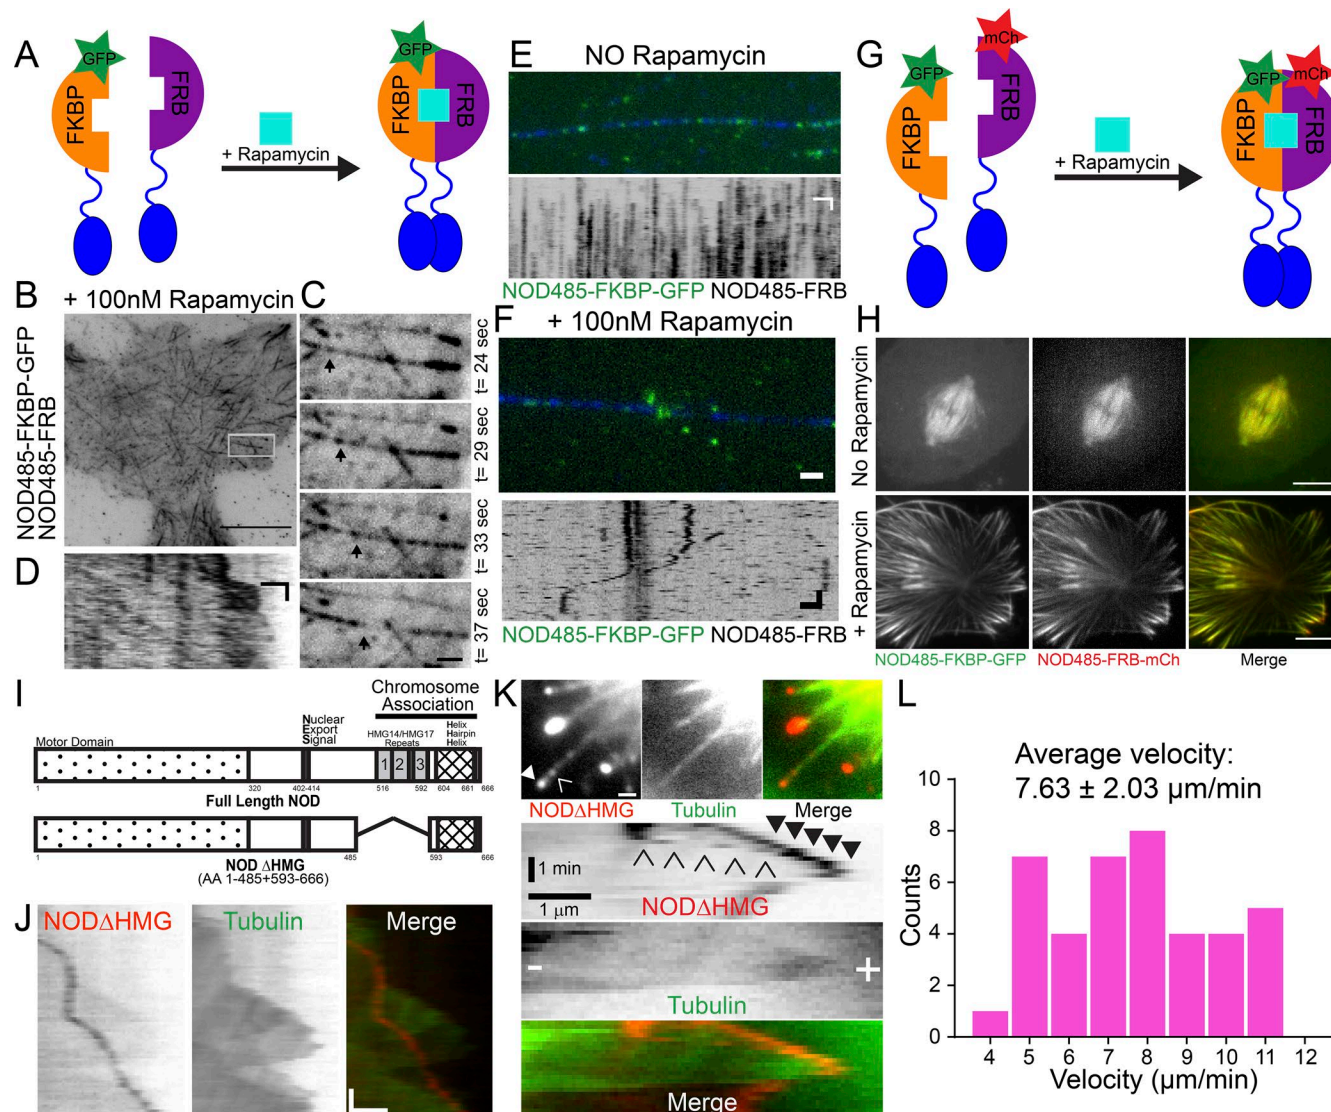 A
GFP
FKBP
FRB
+ Rapamycin
GFP
FKBP
FRB
B
+ 100nM Rapamycin
NOD485-FKBP-GFP
NOD485-FRB
C
t= 24 sec
t= 29 sec
t= 33 sec
t= 37 sec
D
E
NO Rapamycin
NOD485-FKBP-GFP NOD485-FRB
F
+ 100nM Rapamycin
NOD485-FKBP-GFP NOD485-FRB
G
GFP
FKBP
mCh
FRB
+ Rapamycin
GFP
mCh
FKBP
FRB
H
No Rapamycin
+ Rapamycin
NOD485-FKBP-GFP NOD485-FRB-mCh Merge
I
Chromosome
Association
Motor Domain
Nuclear
Export
Signal
HMG14/HMG17
Repeats
Helix
Hairpin
Helix
1 2 3
1 320 402-414 516 592 604 661 666
Full Length NOD
1 485 593 666
NOD ΔHMG
(AA 1-485+593-666)
J
NODΔHMG Tubulin Merge
K
NODΔHMG Tubulin Merge
1 min
1 µm
NODΔHMG
- +
Tubulin
Merge
L
Average velocity:
7.63 ± 2.03 µm/min
Counts
10
8
6
4
2
0
4 5 6 7 8 9 10 11 12
Velocity (µm/min)